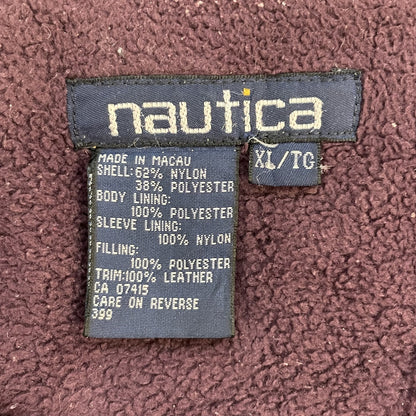 nautica
XL/TG
MADE IN MACAU
SHELL: 62% NYLON
38% POLYESTER
BODY LINING:
100% POLYESTER
SLEEVE LINING:
100% NYLON
FILLING:
100% POLYESTER
TRIM:100% LEATHER
CA 07415
CARE ON REVERSE
399